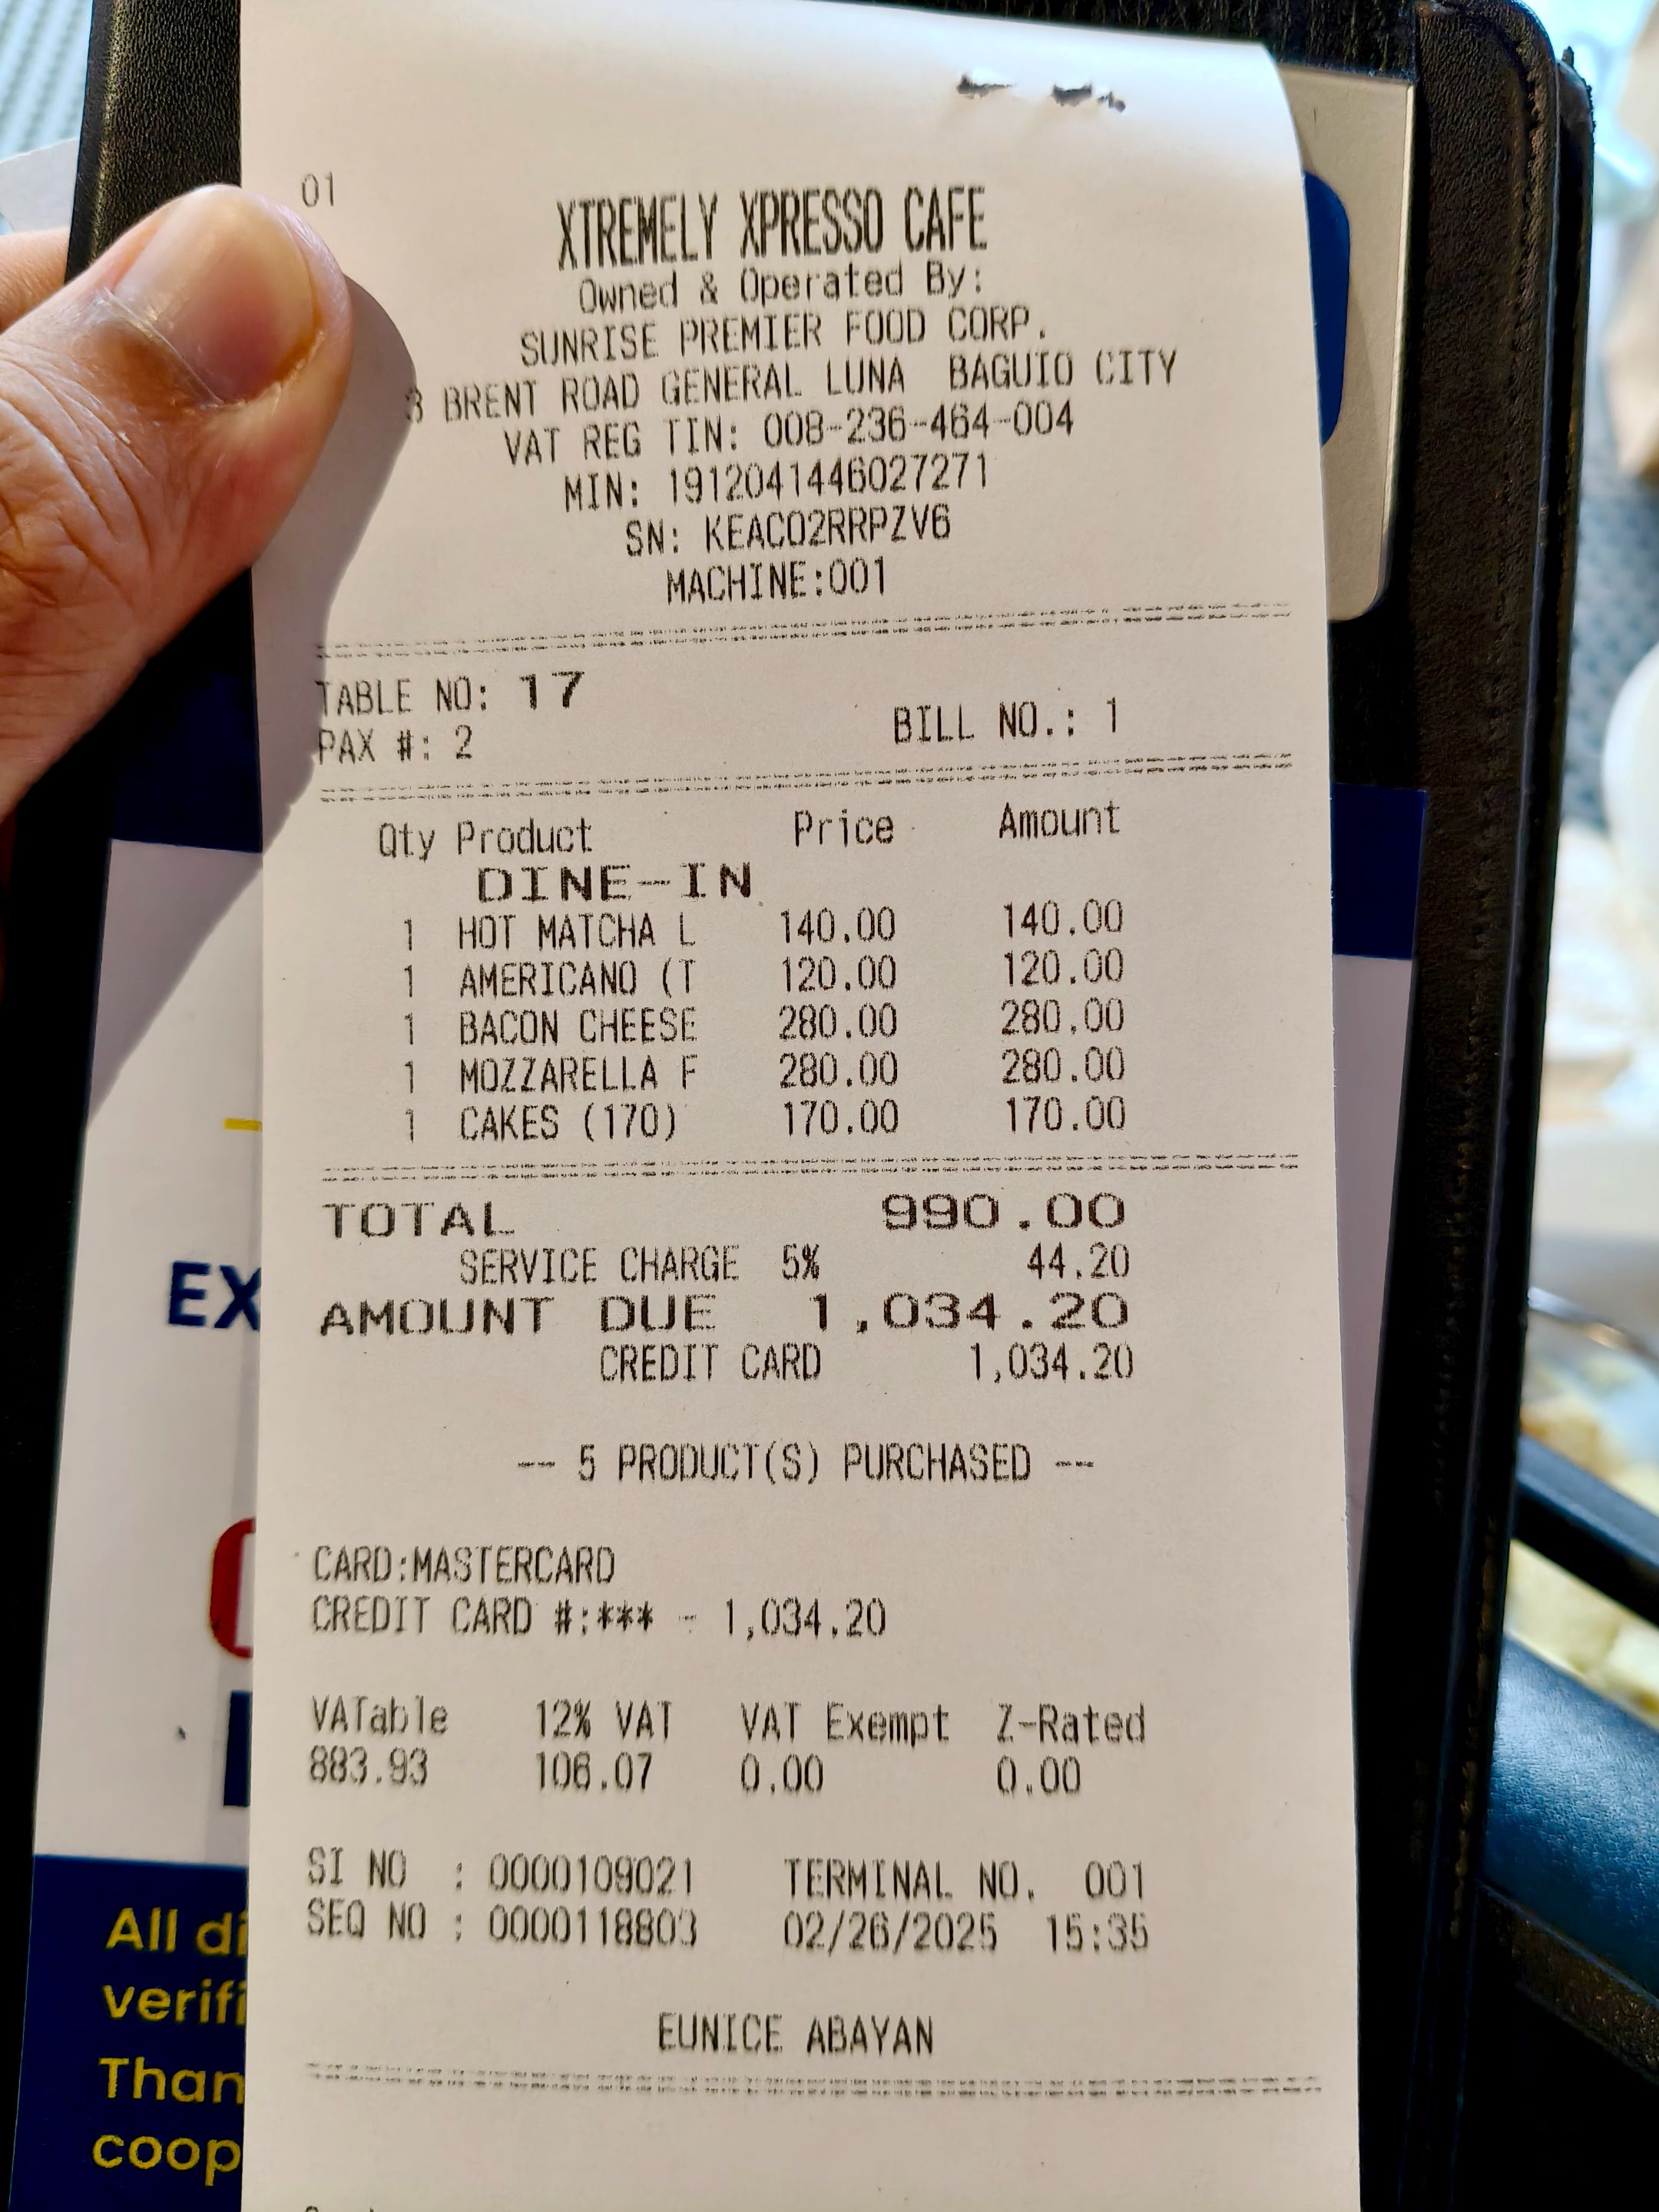 01
XTREMELY XPRESSO CAFE
Owned & Operated By:
SUNRISE PREMIER FOOD CORP.
BRENT ROAD GENERAL LUNA BAGUIO CITY
VAT REG TIN: 008-236-464-004
MIN: 1912041446027271
SN: KEAC02RRPZV6
MACHINE:001
TABLE NO: 17
PAX #: 2 BILL NO.: 1
Qty Product Price Amount
DINE-IN
1 HOT MATCHA L 140.00 140.00
1 AMERICANO (T 120.00 120.00
1 BACON CHEESE 280.00 280.00
1 MOZZARELLA F 280.00 280.00
1 CAKES (170) 170.00 170.00
TOTAL 990.00
SERVICE CHARGE 5% 44.20
AMOUNT DUE 1,034.20
CREDIT CARD 1,034.20
-- 5 PRODUCT(S) PURCHASED --
CARD:MASTERCARD
CREDIT CARD #:*** - 1,034.20
VATable 12% VAT VAT Exempt Z-Rated
883.93 106.07 0.00 0.00
SI NO : 0000109021 TERMINAL NO. 001
SEQ NO : 0000118803 02/26/2025 15:35
EUNICE ABAYAN
EX
All di
verifi
Than
coop